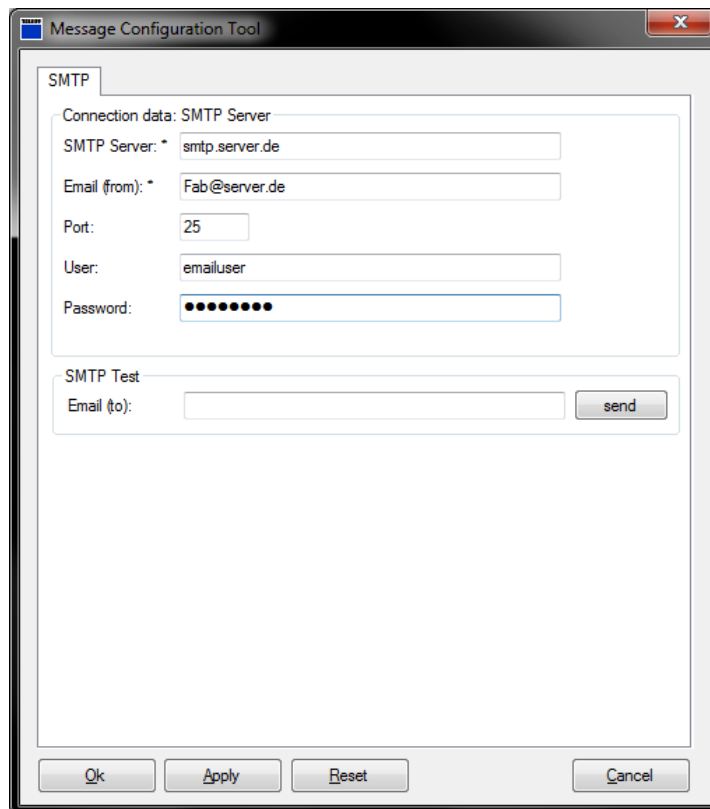 Message Configuration Tool
SMTP
Connection data: SMTP Server
SMTP Server: * smtp.server.de
Email (from): * Fab@server.de
Port: 25
User: emailuser
Password: ●●●●●●●●
SMTP Test
Email (to): send
Ok Apply Reset Cancel